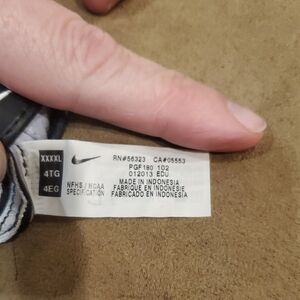 XXXXL
4TG
4EG
NFHS / NCAA
SPECIFICATION
RN#56323 CA#05553
PGF180 102
012013 EDU
MADE IN INDONESIA
FABRIQUE EN INDONESIE
FABRICADO EN INDONESIA